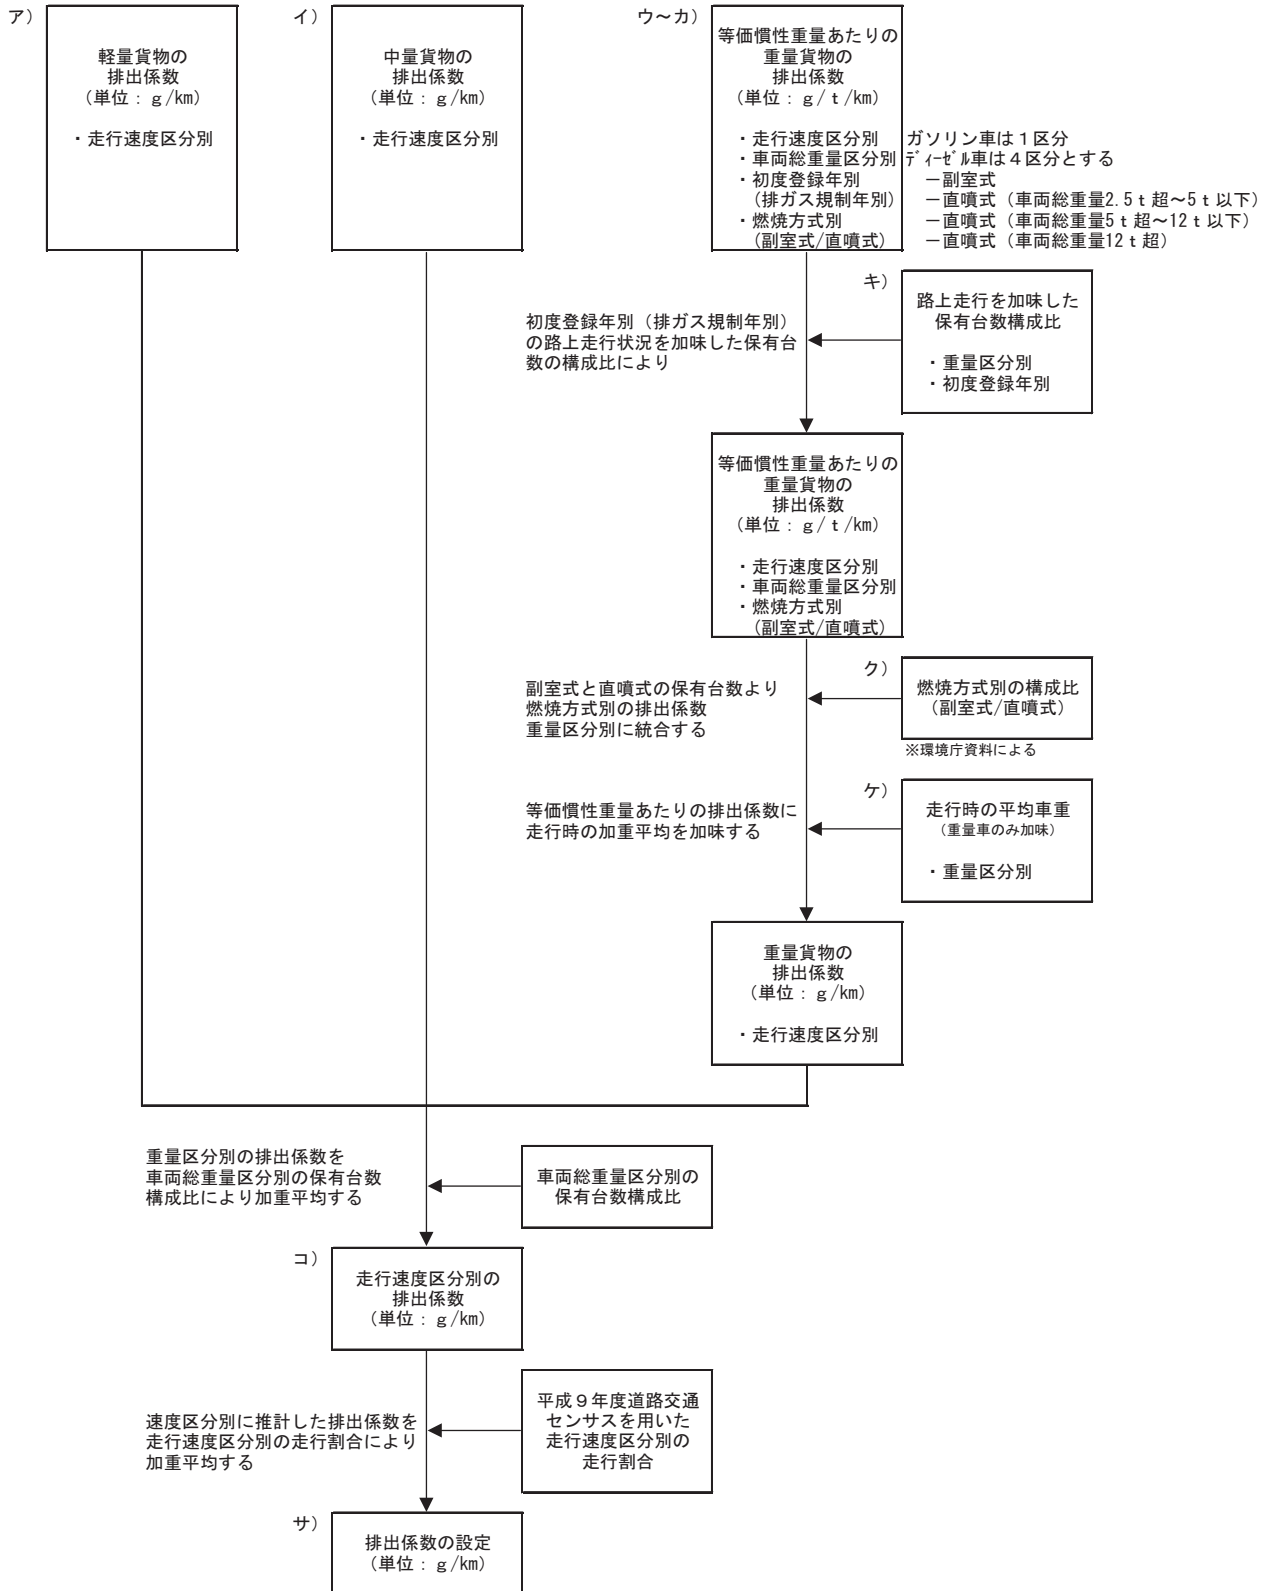 ア)
軽量貨物の
排出係数
(単位:g/km)
・走行速度区分別
イ)
中量貨物の
排出係数
(単位:g/km)
・走行速度区分別
ウ~カ)
等価慣性重量あたりの
重量貨物の
排出係数
(単位:g/t/km)
・走行速度区分別
・車両総重量区分別
・初度登録年別
(排ガス規制年別)
・燃焼方式別
(副室式/直噴式)
ガソリン車は1区分
ディーゼル車は4区分とする
-副室式
-直噴式(車両総重量2.5t超~5t以下)
-直噴式(車両総重量5t超~12t以下)
-直噴式(車両総重量12t超)
キ)
路上走行を加味した
保有台数構成比
・重量区分別
・初度登録年別
初度登録年別(排ガス規制年別)
の路上走行状況を加味した保有台
数の構成比により
等価慣性重量あたりの
重量貨物の
排出係数
(単位:g/t/km)
・走行速度区分別
・車両総重量区分別
・燃焼方式別
(副室式/直噴式)
ク)
燃焼方式別の構成比
(副室式/直噴式)
※環境庁資料による
副室式と直噴式の保有台数より
燃焼方式別の排出係数
重量区分別に統合する
ケ)
走行時の平均車重
(重量車のみ加味)
・重量区分別
等価慣性重量あたりの排出係数に
走行時の加重平均を加味する
重量貨物の
排出係数
(単位:g/km)
・走行速度区分別
重量区分別の排出係数を
車両総重量区分別の保有台数
構成比により加重平均する
車両総重量区分別の
保有台数構成比
コ)
走行速度区分別の
排出係数
(単位:g/km)
速度区分別に推計した排出係数を
走行速度区分別の走行割合により
加重平均する
平成9年度道路交通
センサスを用いた
走行速度区分別の
走行割合
サ)
排出係数の設定
(単位:g/km)